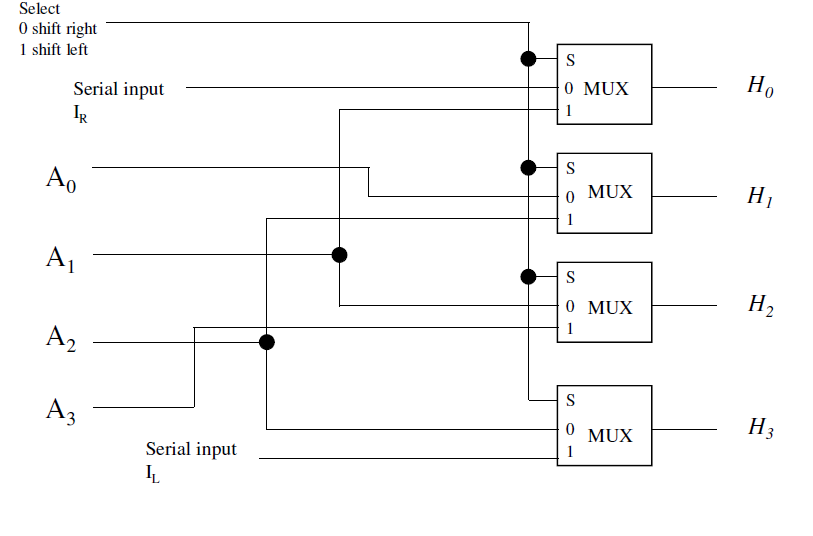 Select
0 shift right
1 shift left
S
Serial input
0 MUX
H0
IR
1
S
A0
MUX
0
H1
1
A1
S
0 MUX
H2
1
A2
A3
S
0
MUX
H3
Serial input
1
IL